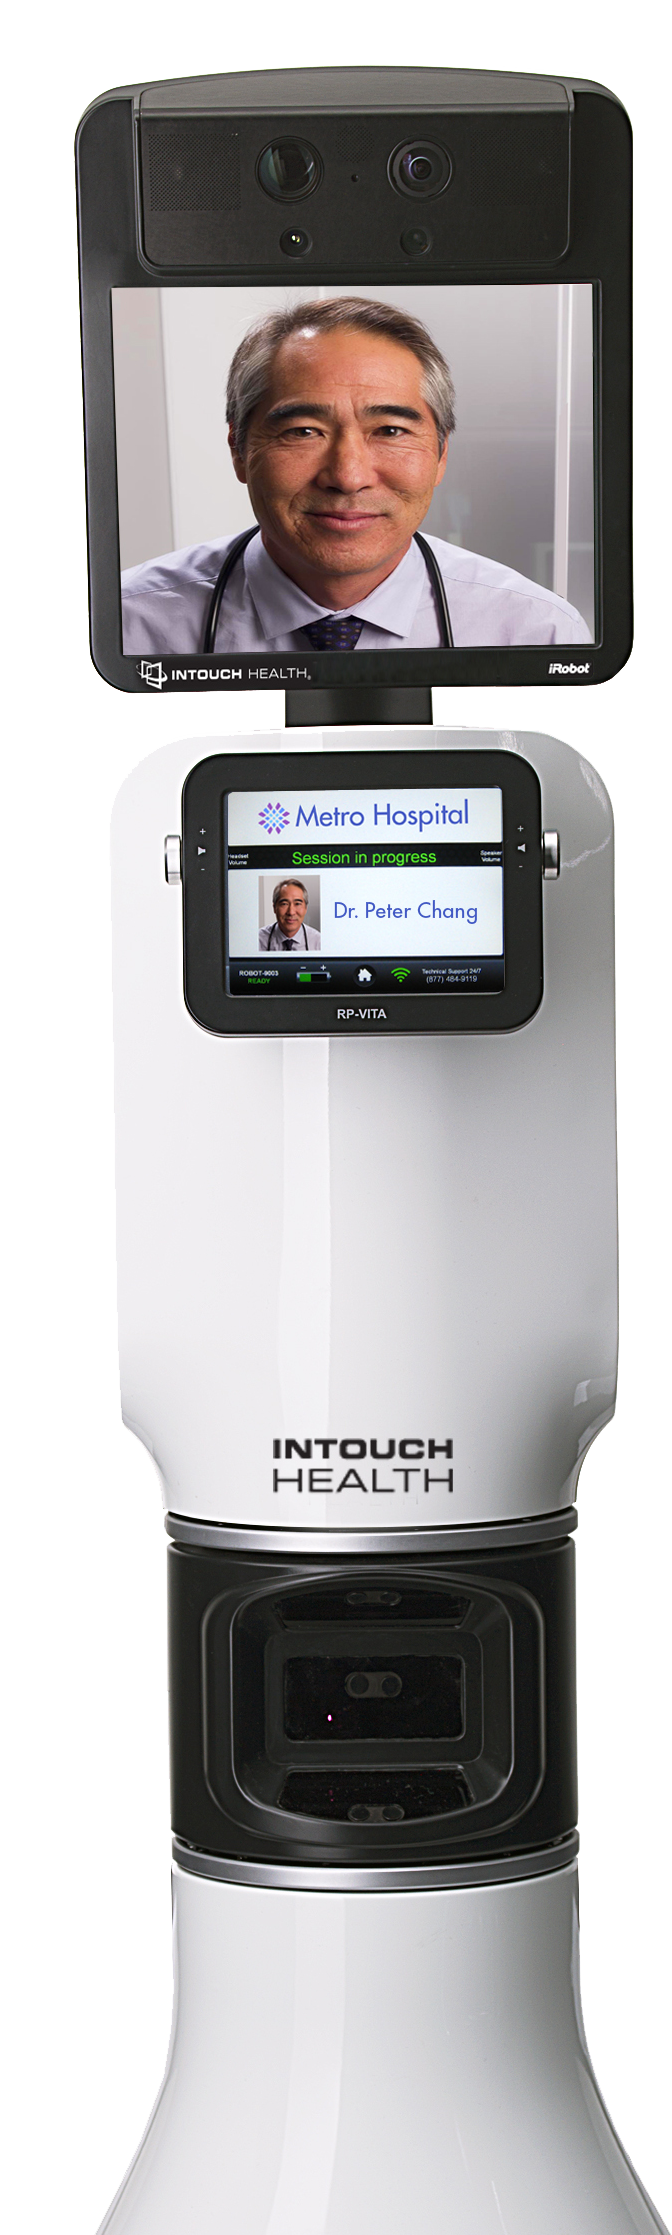 INTOUCH HEALTH®
iRobot
Metro Hospital
Headset Volume
Session in progress
Speaker Volume
Dr. Peter Chang
ROBOT-9003
READY
Technical Support 24/7
(877) 484-9119
RP-VITA
INTOUCH
HEALTH